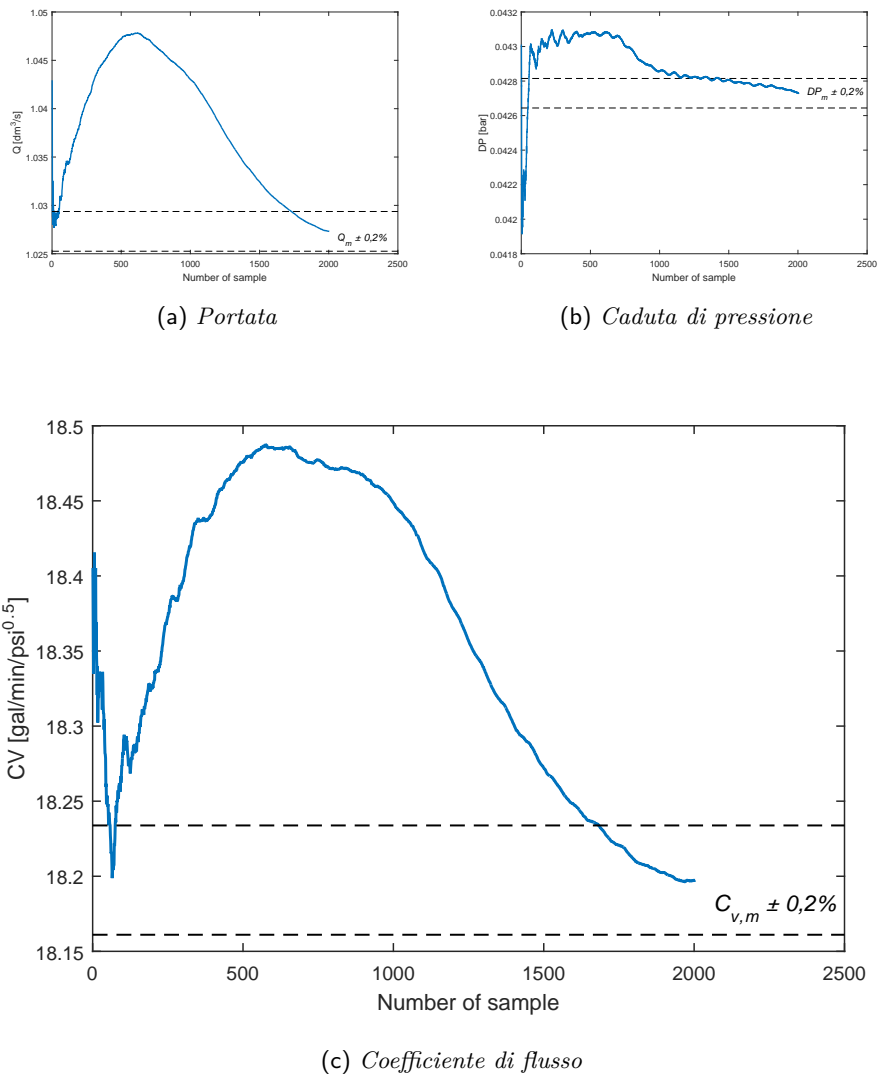 1.05
1.045
1.04
1.035
1.03
1.025
Q [dm³/s]
Q_m ± 0,2%
0 500 1000 1500 2000 2500
Number of sample
(a) Portata
0.0432
0.043
0.0428
0.0426
0.0424
0.0422
0.042
0.0418
DP [bar]
DP_m ± 0,2%
0 500 1000 1500 2000 2500
Number of sample
(b) Caduta di pressione
18.5
18.45
18.4
18.35
18.3
18.25
18.2
18.15
CV [gal/min/psi^0.5]
C_v,m ± 0,2%
0 500 1000 1500 2000 2500
Number of sample
(c) Coefficiente di flusso